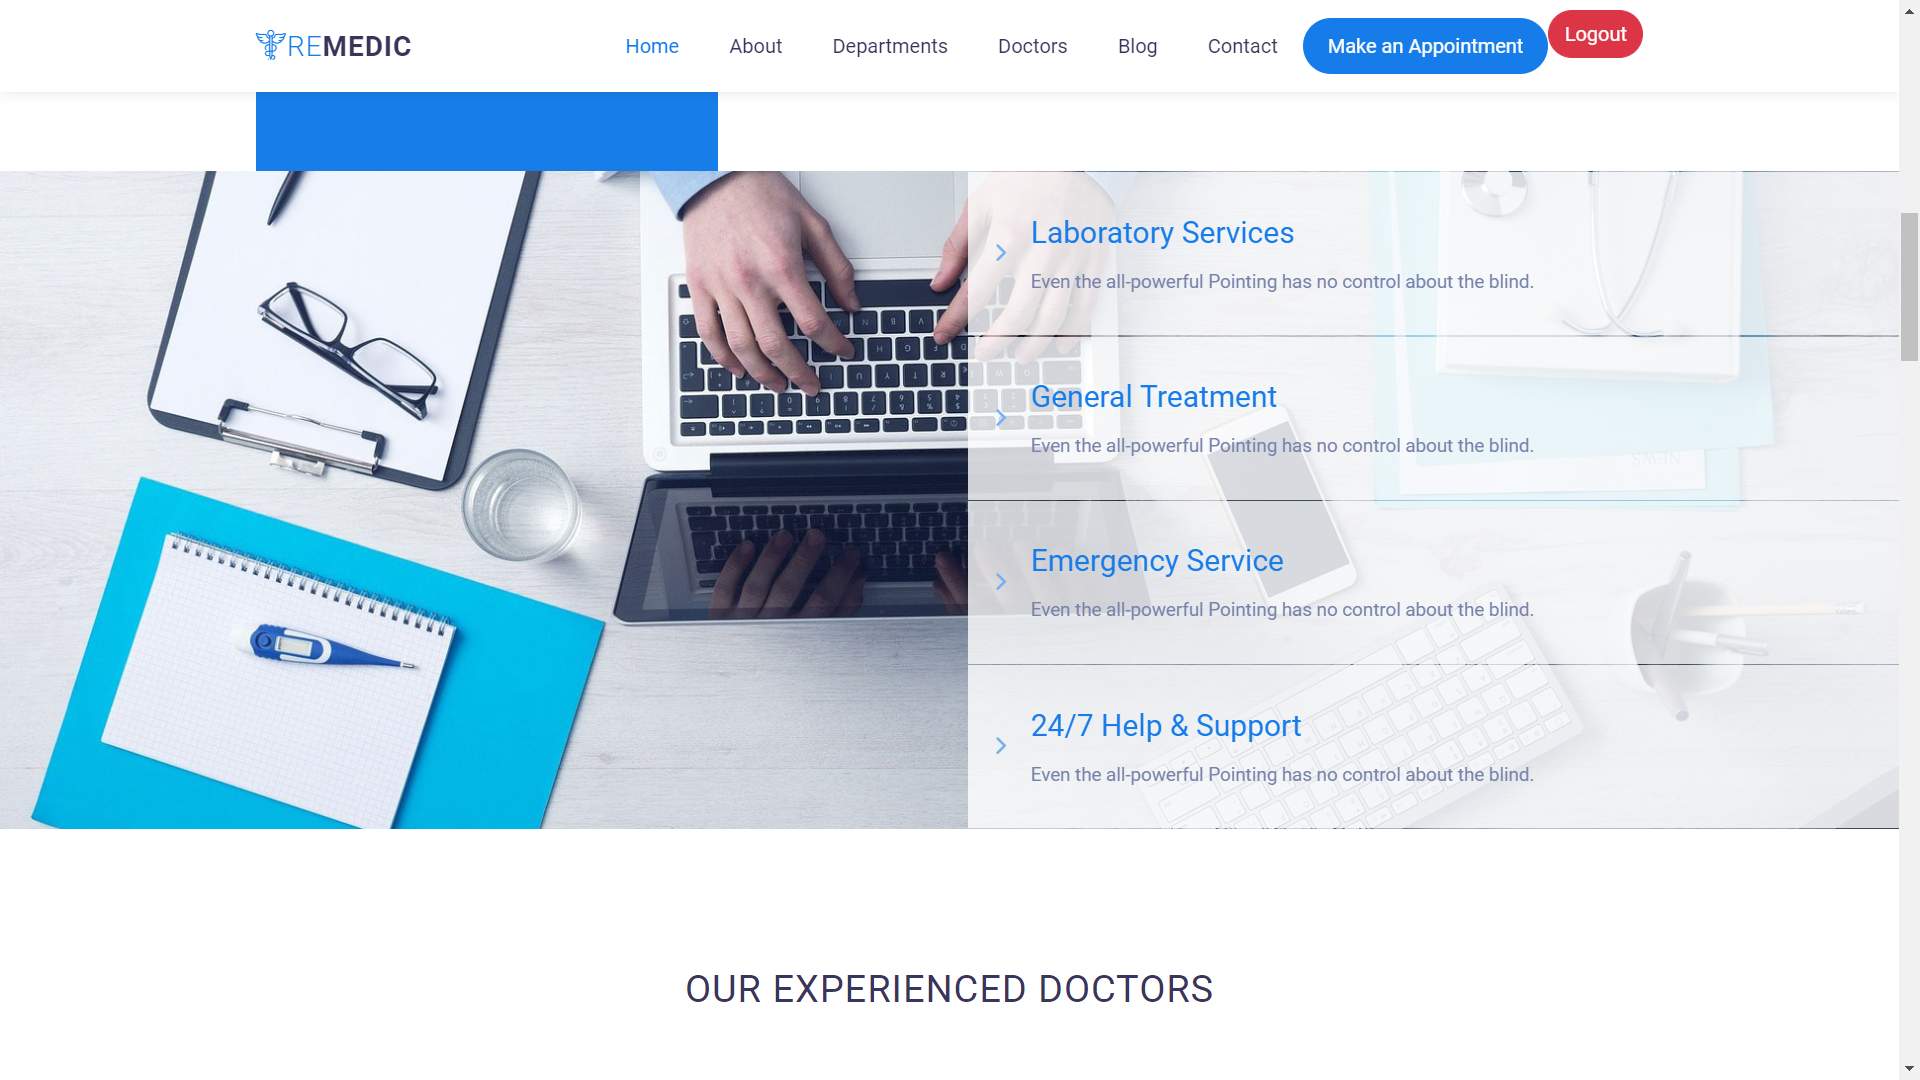 REMEDIC
Home
About
Departments
Doctors
Blog
Contact
Make an Appointment
Logout
Laboratory Services
Even the all-powerful Pointing has no control about the blind.
General Treatment
Even the all-powerful Pointing has no control about the blind.
Emergency Service
Even the all-powerful Pointing has no control about the blind.
24/7 Help & Support
Even the all-powerful Pointing has no control about the blind.
OUR EXPERIENCED DOCTORS